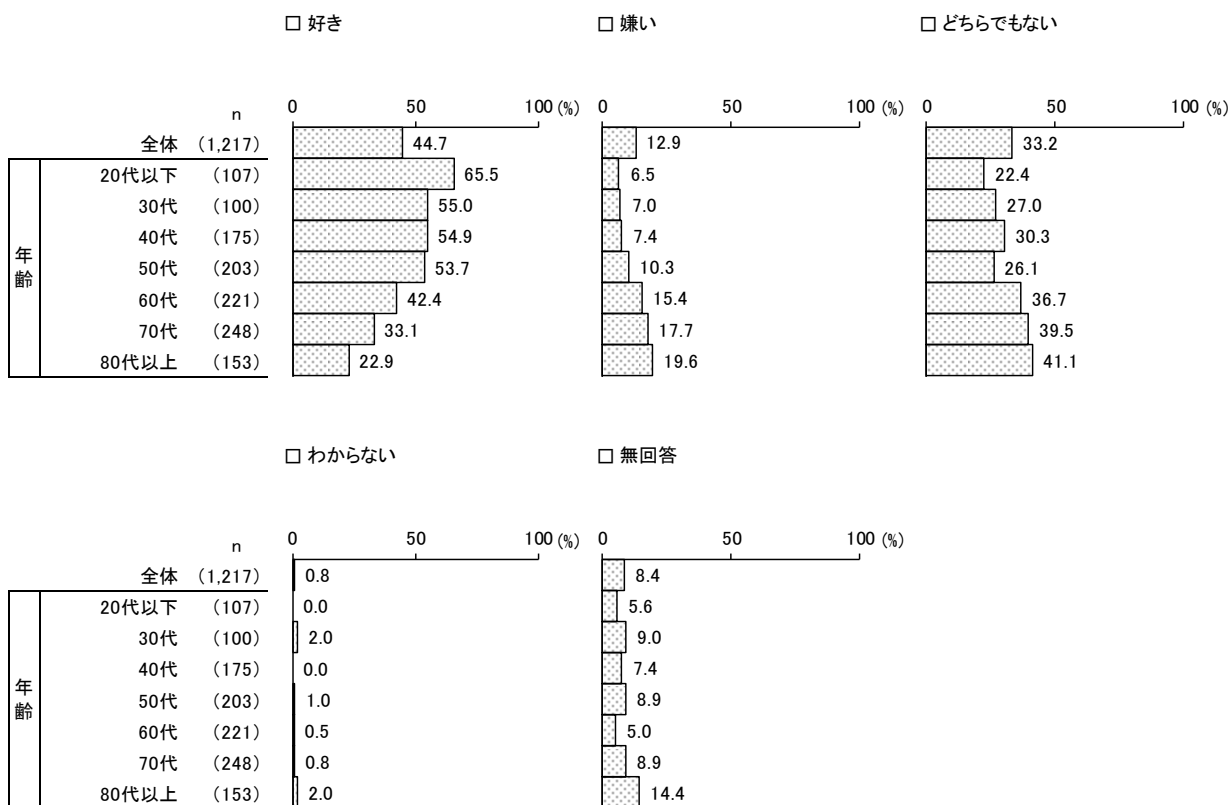 □ 好き □ 嫌い □ どちらでもない
n 0 50 100 (%) 0 50 100 (%) 0 50 100 (%)
全体 (1,217) 44.7 12.9 33.2
年齢
20代以下 (107) 65.5 6.5 22.4
30代 (100) 55.0 7.0 27.0
40代 (175) 54.9 7.4 30.3
50代 (203) 53.7 10.3 26.1
60代 (221) 42.4 15.4 36.7
70代 (248) 33.1 17.7 39.5
80代以上 (153) 22.9 19.6 41.1
□ わからない □ 無回答
n 0 50 100 (%) 0 50 100 (%)
全体 (1,217) 0.8 8.4
年齢
20代以下 (107) 0.0 5.6
30代 (100) 2.0 9.0
40代 (175) 0.0 7.4
50代 (203) 1.0 8.9
60代 (221) 0.5 5.0
70代 (248) 0.8 8.9
80代以上 (153) 2.0 14.4